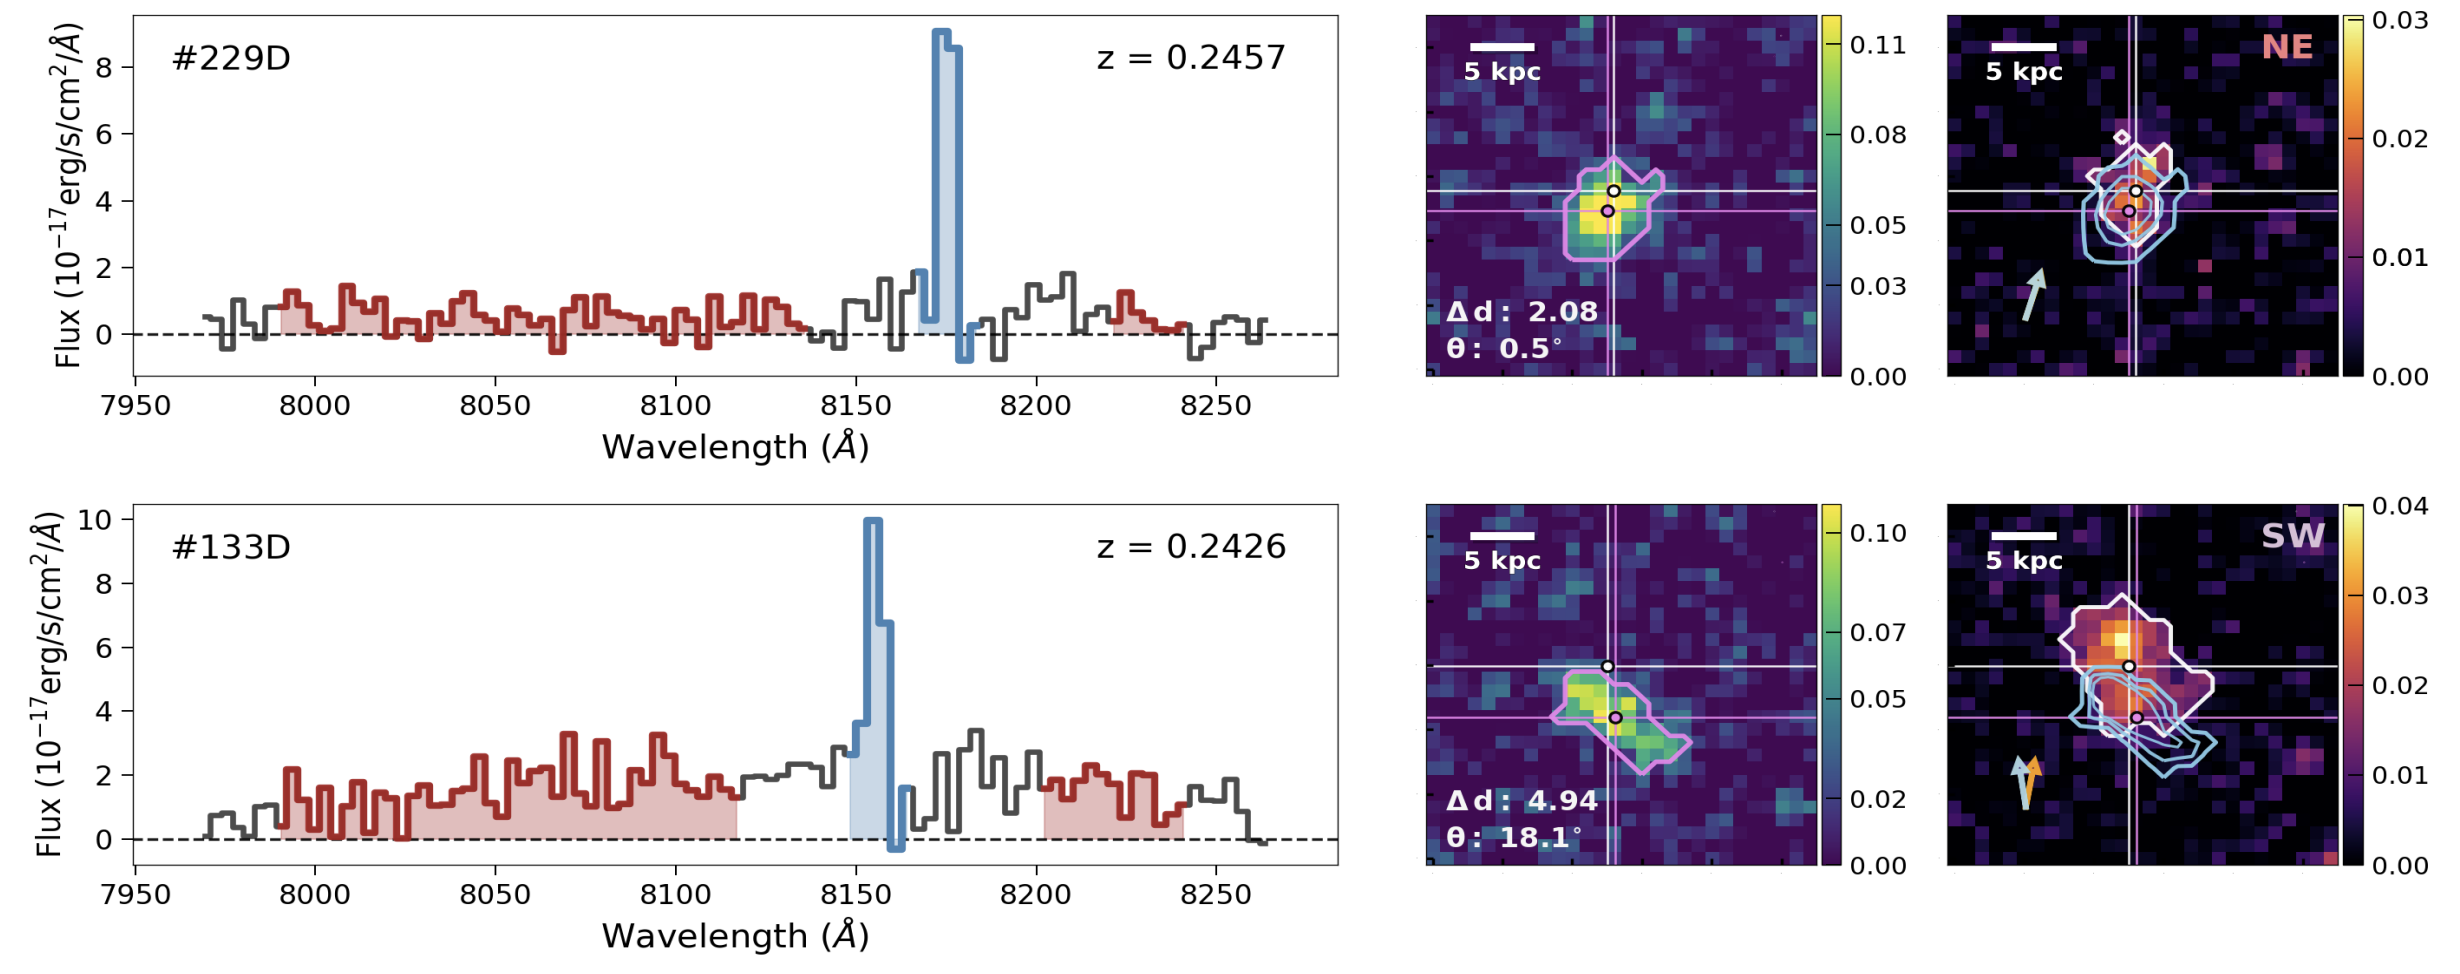 #229D
z = 0.2457
Flux (10⁻¹⁷erg/s/cm²/Å)
8
6
4
2
0
7950 8000 8050 8100 8150 8200 8250
Wavelength (Å)
5 kpc
Δd: 2.08
θ: 0.5°
0.11
0.08
0.05
0.03
0.00
5 kpc
NE
0.03
0.02
0.01
0.00
#133D
z = 0.2426
Flux (10⁻¹⁷erg/s/cm²/Å)
10
8
6
4
2
0
7950 8000 8050 8100 8150 8200 8250
Wavelength (Å)
5 kpc
Δd: 4.94
θ: 18.1°
0.10
0.07
0.05
0.02
0.00
5 kpc
SW
0.04
0.03
0.02
0.01
0.00